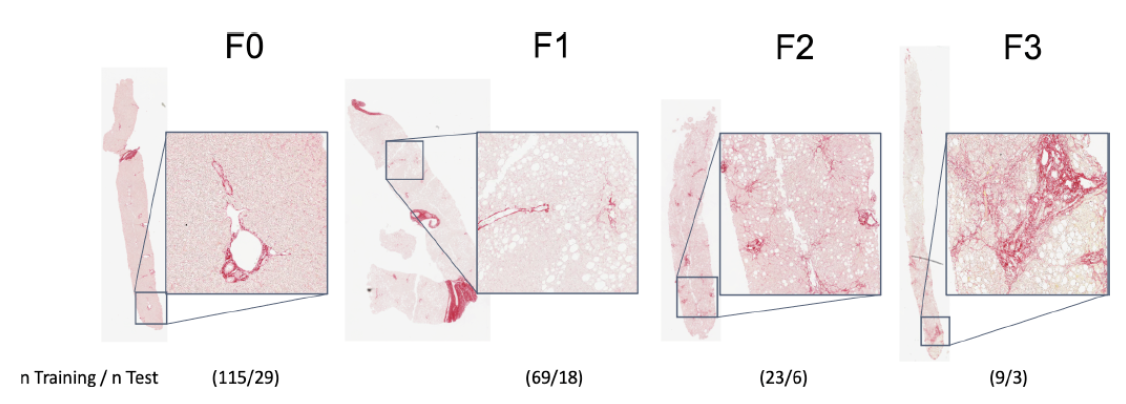 F0 F1 F2 F3
n Training / n Test (115/29) (69/18) (23/6) (9/3)